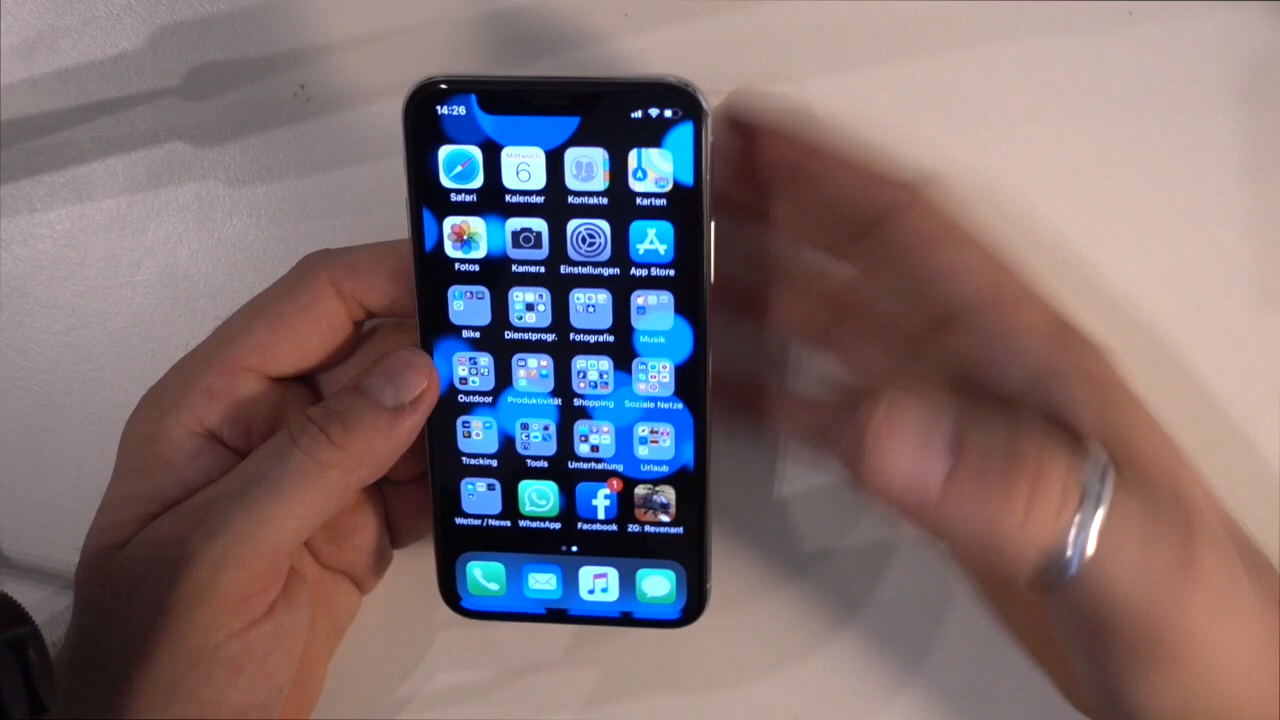 14:26
Mittwoch
6
Safari Kalender Kontakte Karten
Fotos Kamera Einstellungen App Store
Bike Dienstprogr. Fotografie Musik
Outdoor Produktivität Shopping Soziale Netze
Tracking Tools Unterhaltung Urlaub
1
Wetter / News WhatsApp Facebook ZG: Revenant